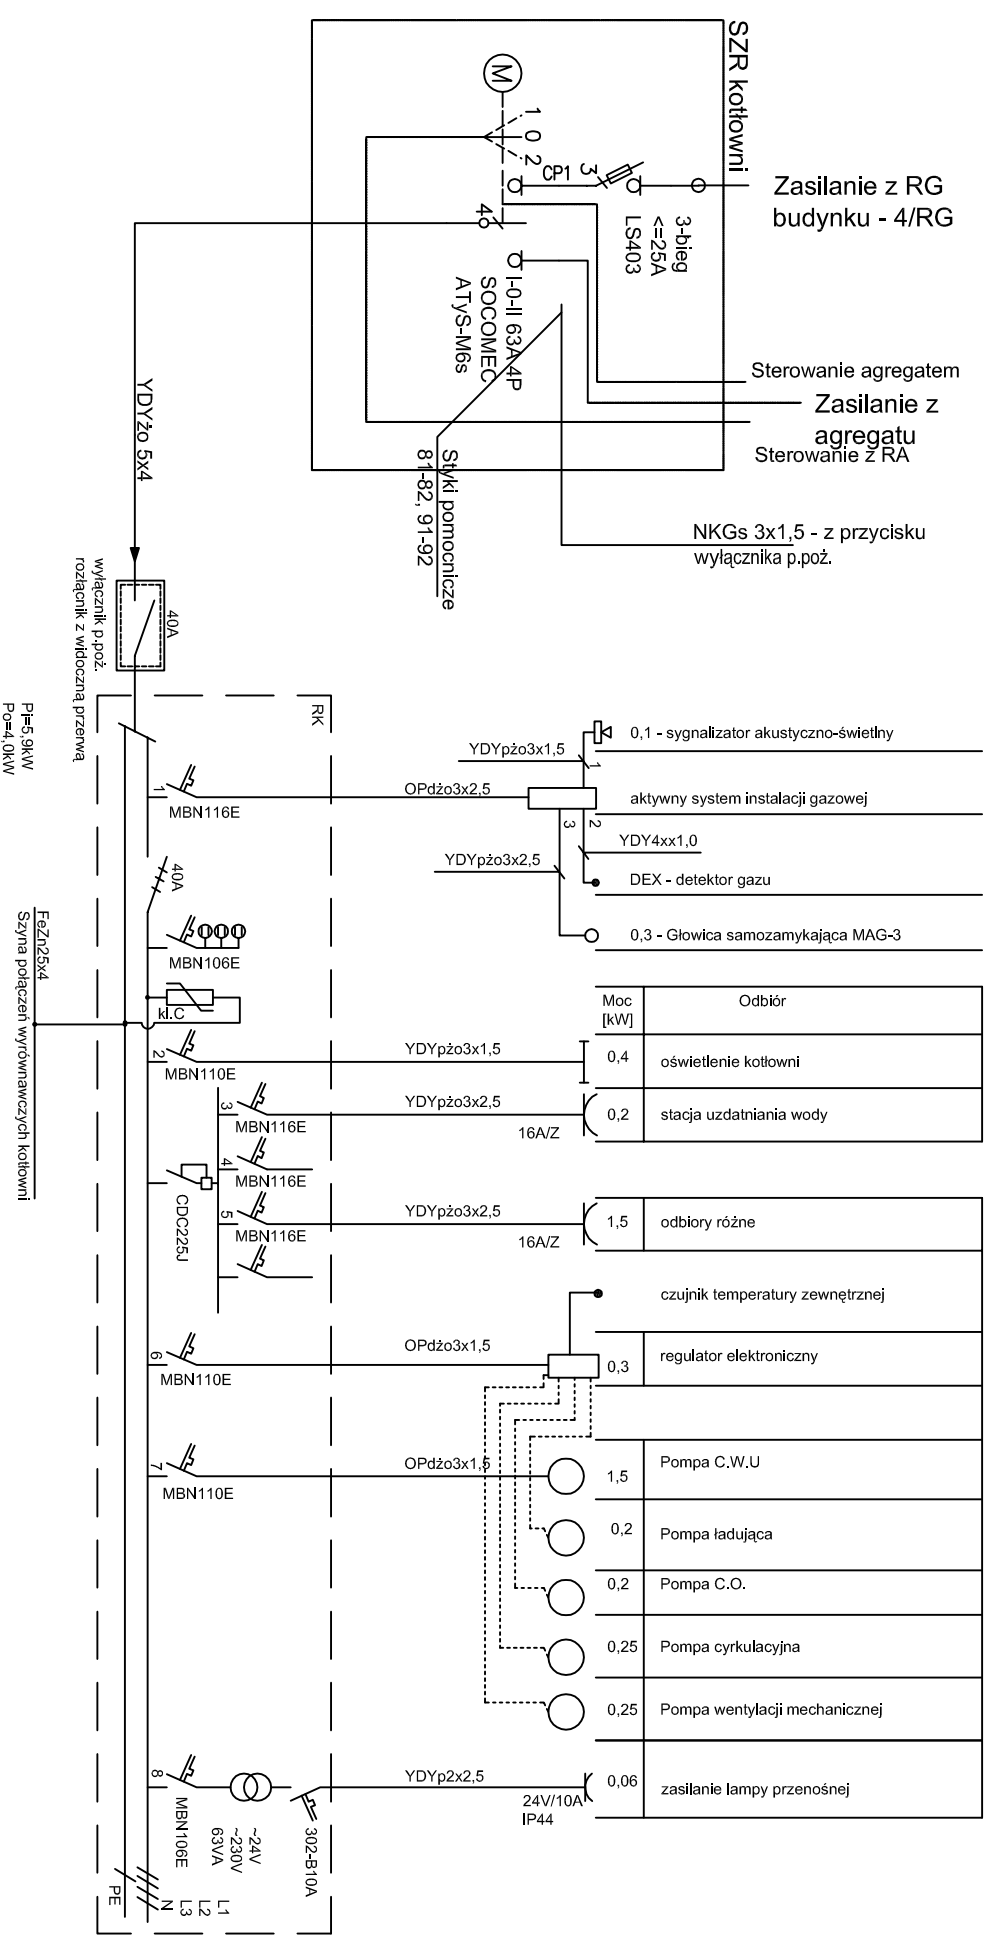 SZR kotłowni
M
1
0
2
CP1
3
Zasilanie z RG
budynku - 4/RG
3-bieg
<=25A
LS403
4
I-0-II 63A 4P
SOCOMEC
ATyS-M6s
Sterowanie agregatem
Zasilanie z
agregatu
Sterowanie z RA
YDYżo 5x4
Styki pomocnicze
81-82, 91-92
NKGs 3x1,5 - z przycisku
wyłącznika p.poż.
40A
wyłącznik p.poż.
rozłącnik z widoczną przerwą
Pi=5,9kW
Po=4,0kW
RK
0,1 - sygnalizator akustyczno-świetlny
YDYpżo3x1,5
1
1
MBN116E
OPdżo3x2,5
aktywny system instalacji gazowej
3
2
YDY4xx1,0
YDYpżo3x2,5
40A
DEX - detektor gazu
MBN106E
0,3 - Głowica samozamykająca MAG-3
FeZn25x4
Szyna połączeń wyrównawczych kotłowni
kl.C
Moc
[kW]
Odbiór
2
MBN110E
YDYpżo3x1,5
0,4
oświetlenie kotłowni
3
MBN116E
YDYpżo3x2,5
16A/Z
0,2
stacja uzdatniania wody
4
MBN116E
CDC225J
5
MBN116E
YDYpżo3x2,5
16A/Z
1,5
odbiory różne
czujnik temperatury zewnętrznej
6
MBN110E
OPdżo3x1,5
0,3
regulator elektroniczny
7
MBN110E
OPdżo3x1,5
1,5
Pompa C.W.U
0,2
Pompa ładująca
0,2
Pompa C.O.
0,25
Pompa cyrkulacyjna
0,25
Pompa wentylacji mechanicznej
8
MBN106E
~24V
~230V
63VA
302-B10A
YDYp2x2,5
24V/10A
IP44
0,06
zasilanie lampy przenośnej
L1
L2
L3
N
PE